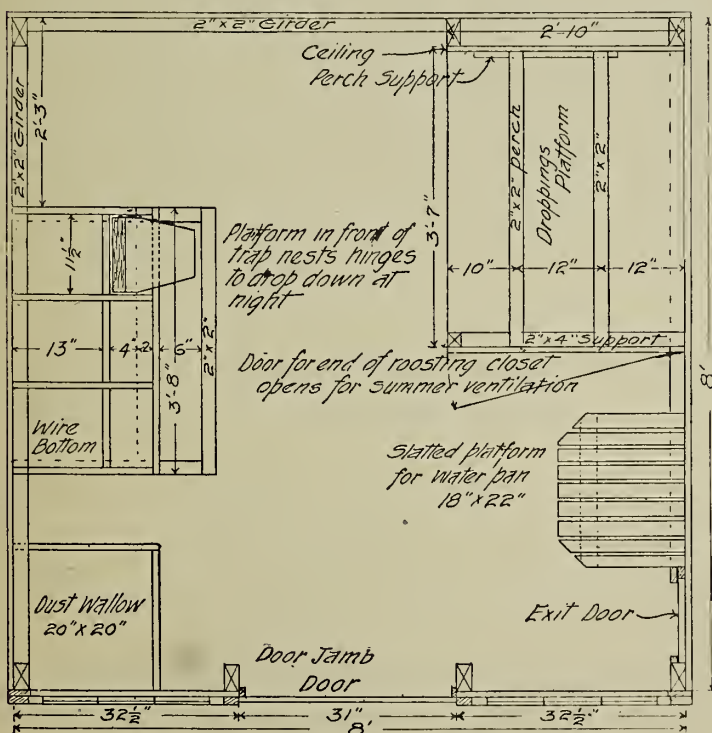 2"x2" Girder
2'-10"
Ceiling
Perch Support
2"x2" Girder
2'-3"
3'-7"
2"x2" perch
Droppings
Platform
2"x2"
11½"
Platform in front of
trap nests hinges
to drop down at
night
10"
12"
12"
13"
4"
2
6"
2"x2"
3'-8"
2"x4" Support
Door for end of roosting closet
opens for summer ventilation
8'
Wire
Bottom
Slatted platform
for water pan
18"x22"
Dust Wallow
20"x20"
Exit Door
Door Jamb
Door
32½"
31"
32½"
8'